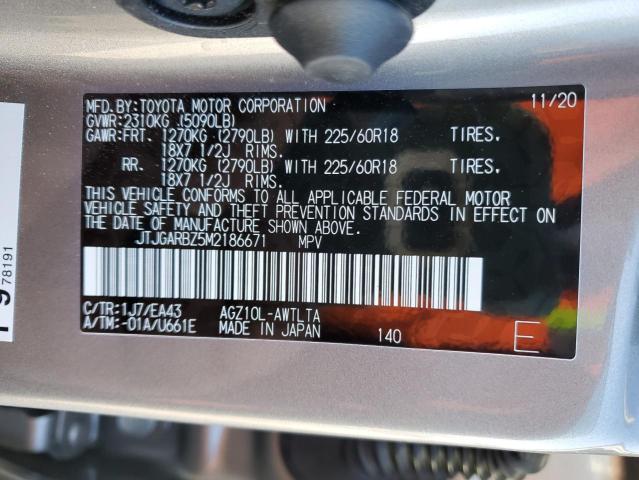 MFD.BY:TOYOTA MOTOR CORPORATION 11/20
GVWR:2310KG (5090LB)
GAWR:FRT. 1270KG (2790LB) WITH 225/60R18 TIRES.
18X7 1/2J RIMS.
RR. 1270KG (2790LB) WITH 225/60R18 TIRES.
18X7 1/2J RIMS.
THIS VEHICLE CONFORMS TO ALL APPLICABLE FEDERAL MOTOR
VEHICLE SAFETY AND THEFT PREVENTION STANDARDS IN EFFECT ON
THE DATE OF MANUFACTURE SHOWN ABOVE.
JTJGARBZ5M2186671 MPV
C/TR:1J7/EA43 AGZ10L-AWTLTA
A/TM:-01A/U661E MADE IN JAPAN 140 E
78191